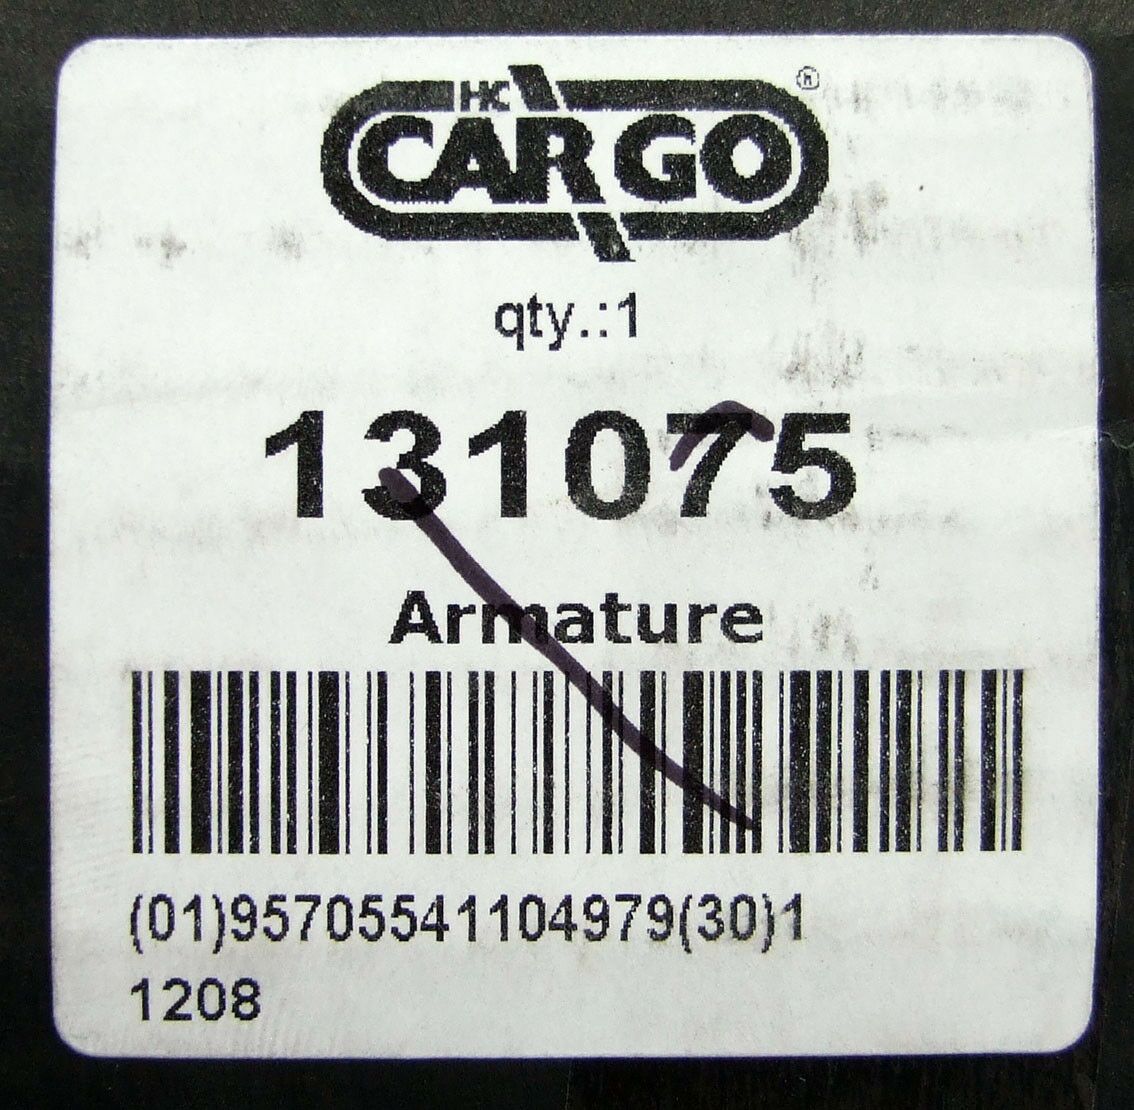 HC
CARGO ®
qty.:1
131075
Armature
(01)95705541104979(30)1
1208